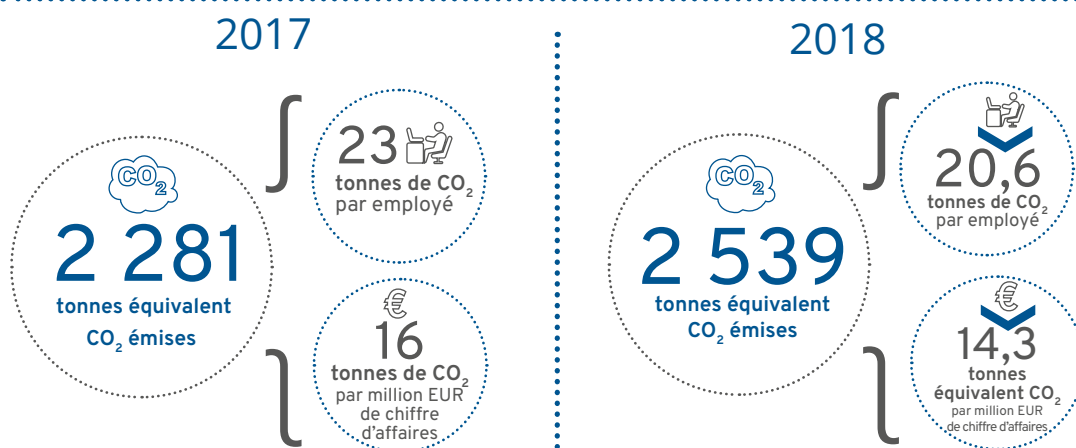 2017
CO₂
2 281
tonnes équivalent
CO₂ émises
23
tonnes de CO₂
par employé
€
16
tonnes de CO₂
par million EUR
de chiffre
d'affaires
2018
CO₂
2 539
tonnes équivalent
CO₂ émises
20,6
tonnes de CO₂
par employé
€
14,3
tonnes
équivalent CO₂
par million EUR
de chiffre d'affaires